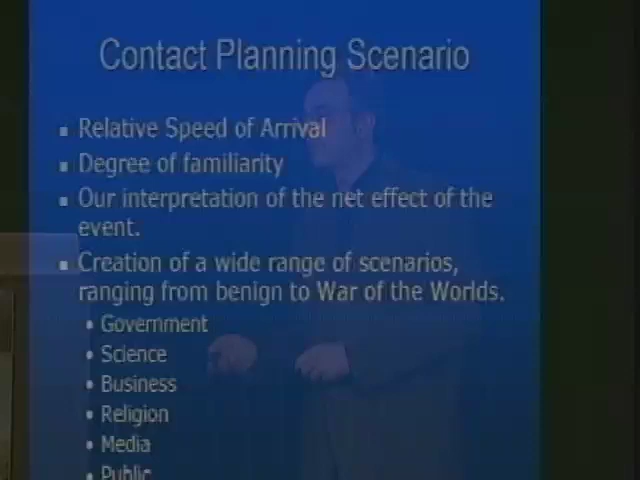 Contact Planning Scenario
▪ Relative Speed of Arrival
▪ Degree of familiarity
▪ Our interpretation of the net effect of the
event.
▪ Creation of a wide range of scenarios,
ranging from benign to War of the Worlds.
• Government
• Science
• Business
• Religion
• Media
• Public